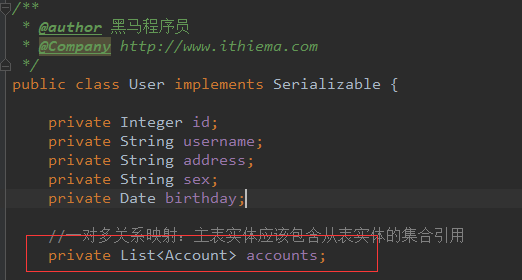 /**
* @author 黑马程序员
* @Company http://www.ithiema.com
*/
public class User implements Serializable {
private Integer id;
private String username;
private String address;
private String sex;
private Date birthday;
//一对多关系映射：主表实体应该包含从表实体的集合引用
private List<Account> accounts;